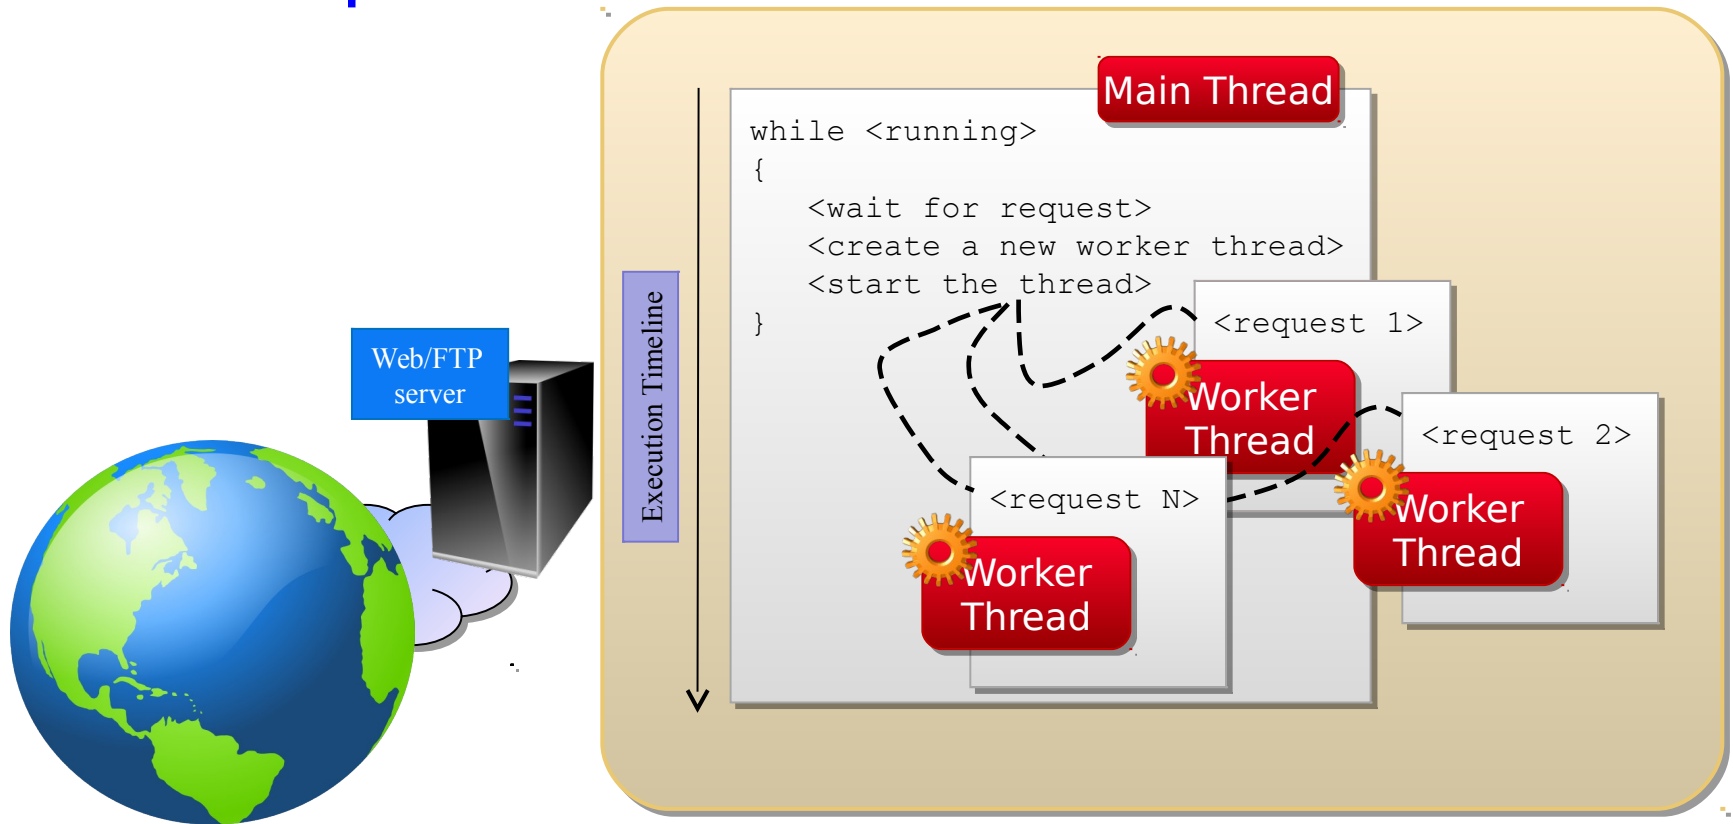 Main Thread
while <running>
{
<wait for request>
<create a new worker thread>
<start the thread>
}
<request 1>
Worker
Thread
<request 2>
Worker
Thread
<request N>
Worker
Thread
Execution Timeline
Web/FTP
server